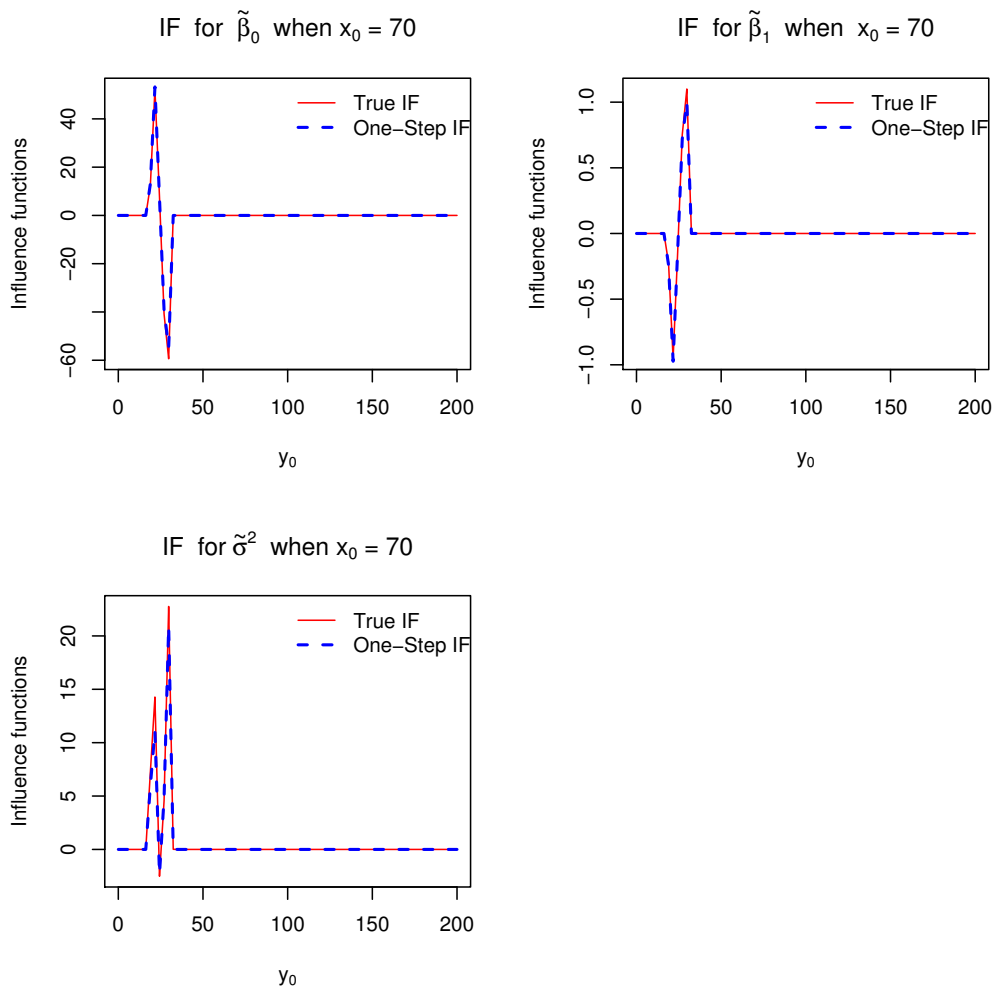 IF for β̃₀ when x₀ = 70
Influence functions
40
20
0
−20
−60
True IF
One−Step IF
0 50 100 150 200
y₀
IF for β̃₁ when x₀ = 70
Influence functions
1.0
0.5
0.0
−0.5
−1.0
True IF
One−Step IF
0 50 100 150 200
y₀
IF for σ̃² when x₀ = 70
Influence functions
20
15
10
5
0
True IF
One−Step IF
0 50 100 150 200
y₀